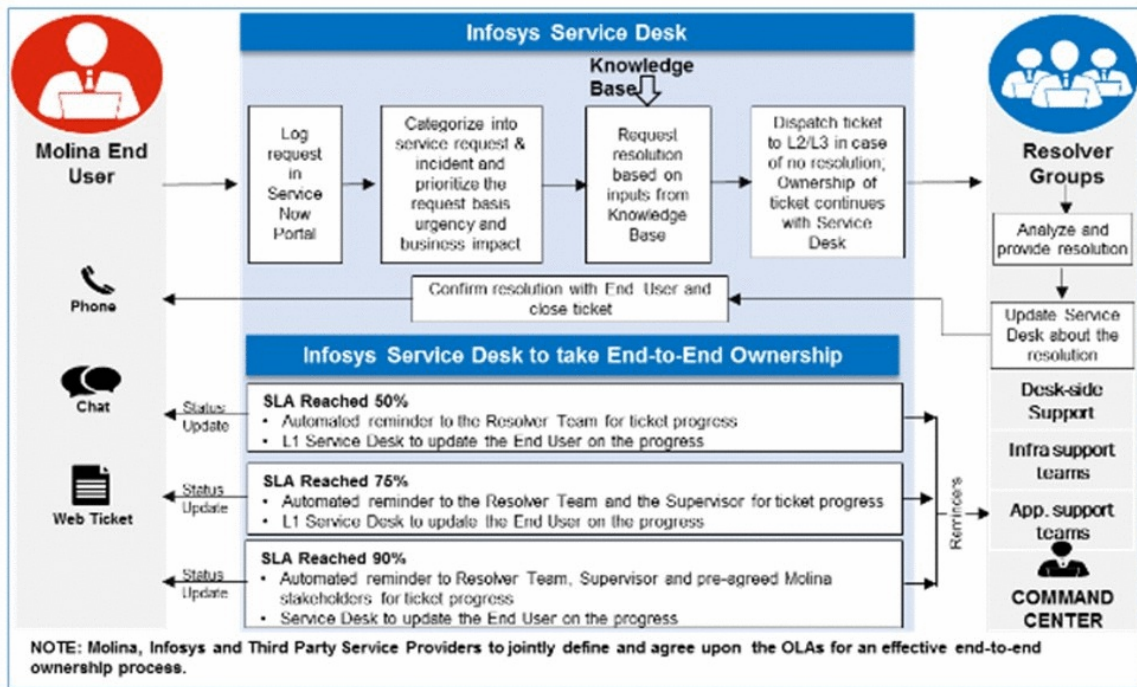 Infosys Service Desk
Molina End
User
Phone
Chat
Web Ticket
Log
request
in
Service
Now
Portal
Categorize into
service request &
incident and
prioritize the
request basis
urgency and
business impact
Knowledge
Base
Request
resolution
based on
inputs from
Knowledge
Base
Dispatch ticket
to L2/L3 in case
of no resolution;
Ownership of
ticket continues
with Service
Desk
Resolver
Groups
Analyze and
provide resolution
Update Service
Desk about the
resolution
Confirm resolution with End User and
close ticket
Infosys Service Desk to take End-to-End Ownership
Status
Update
SLA Reached 50%
• Automated reminder to the Resolver Team for ticket progress
• L1 Service Desk to update the End User on the progress
Status
Update
SLA Reached 75%
• Automated reminder to the Resolver Team and the Supervisor for ticket progress
• L1 Service Desk to update the End User on the progress
Status
Update
SLA Reached 90%
• Automated reminder to Resolver Team, Supervisor and pre-agreed Molina
stakeholders for ticket progress
• Service Desk to update the End User on the progress
Reminders
Desk-side
Support
Infra support
teams
App. support
teams
COMMAND
CENTER
NOTE: Molina, Infosys and Third Party Service Providers to jointly define and agree upon the OLAs for an effective end-to-end
ownership process.